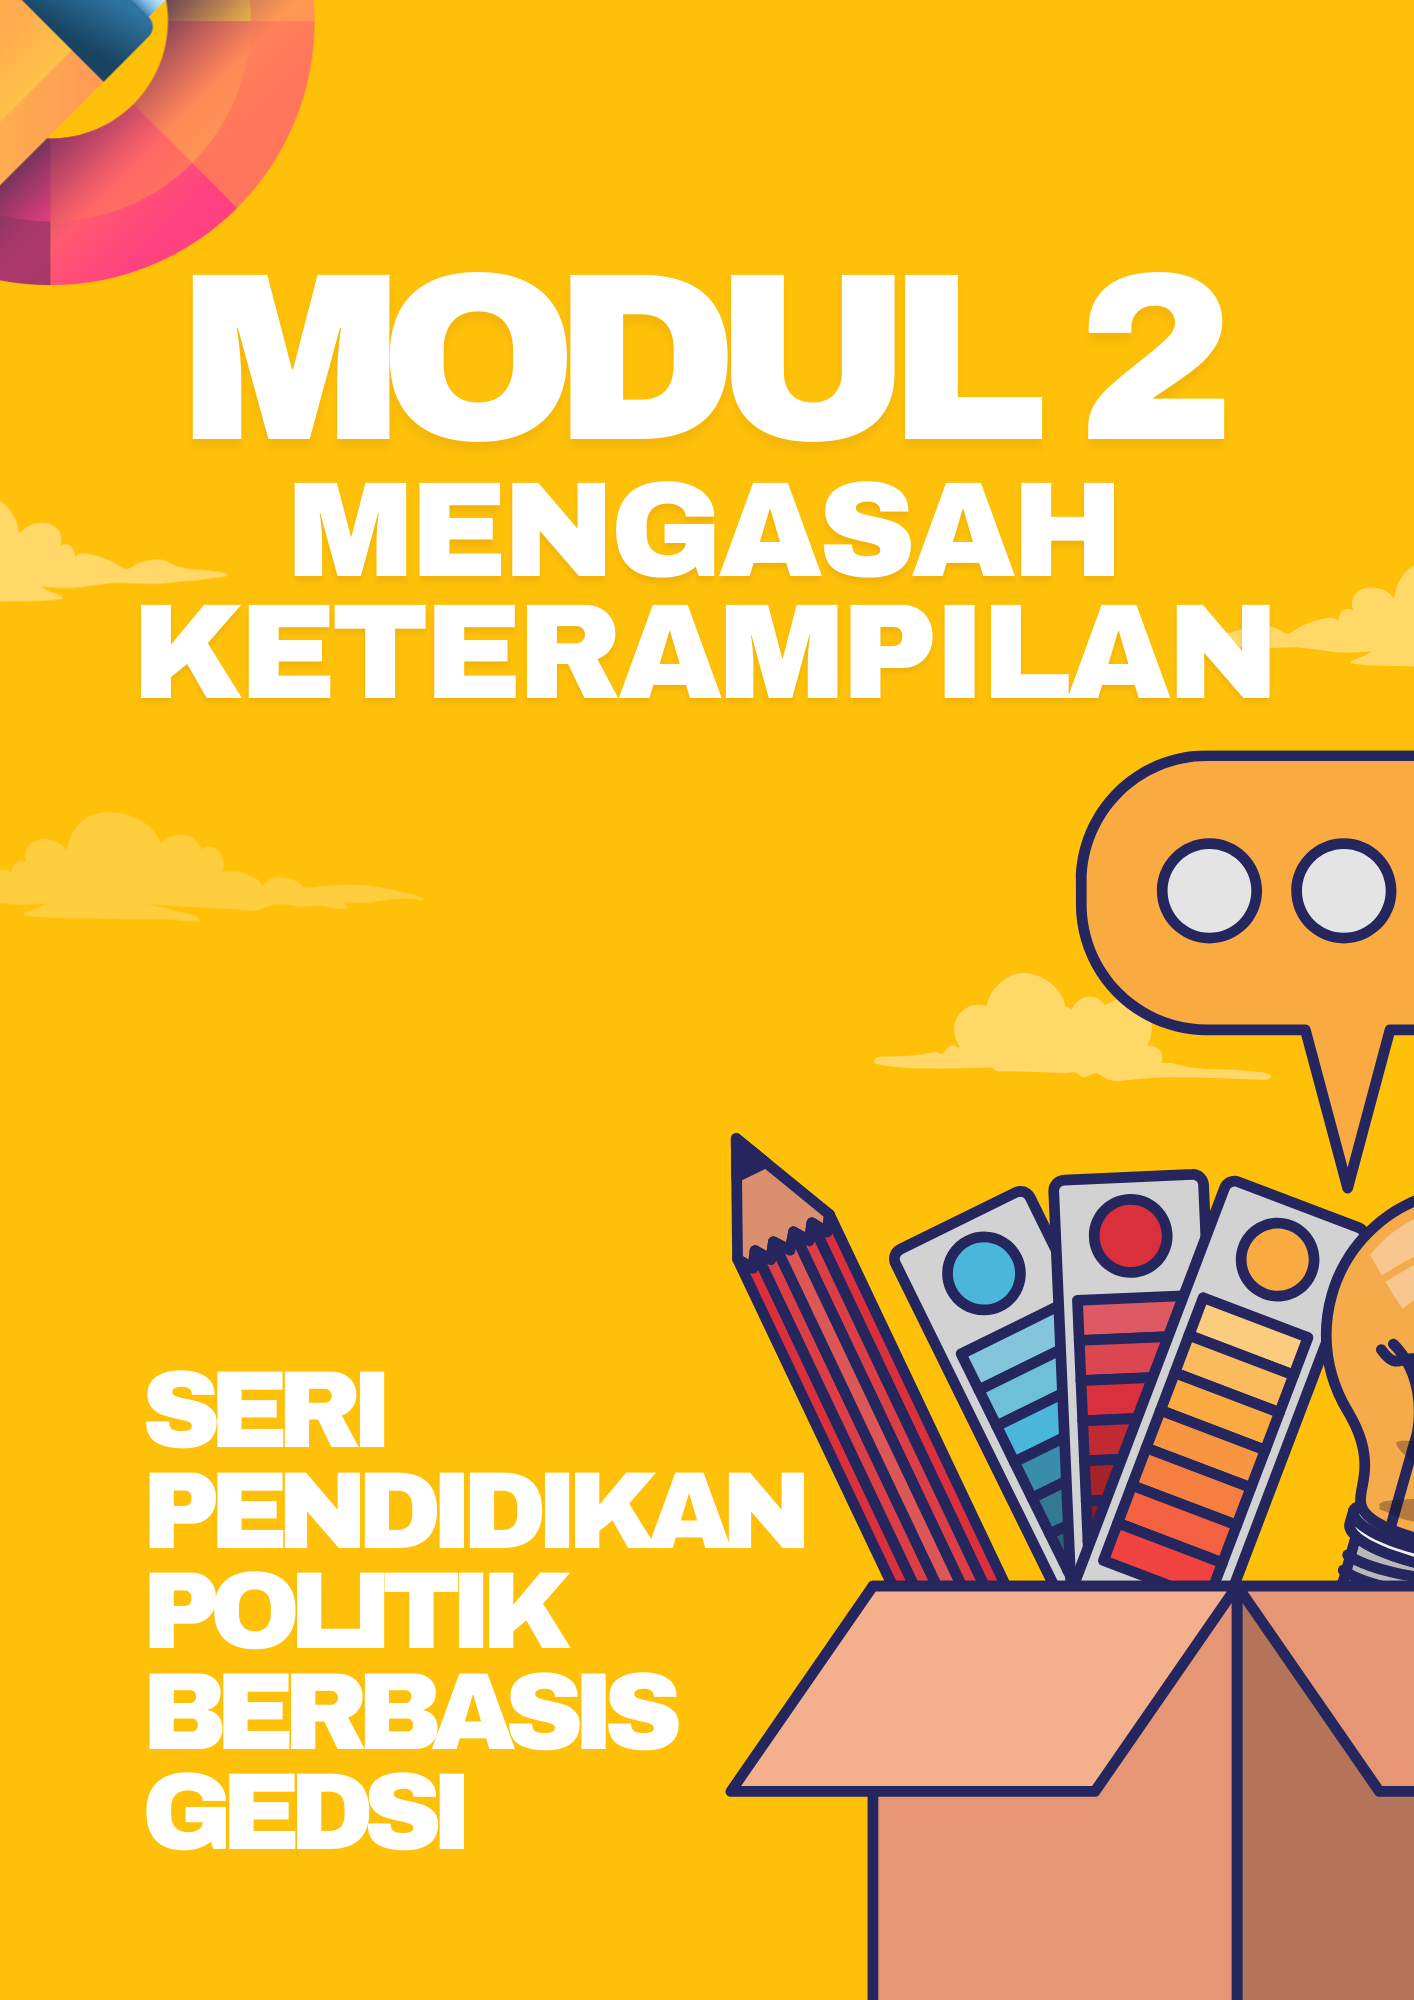 MODUL 2
MENGASAH
KETERAMPILAN
SERI
PENDIDIKAN
POLITIK
BERBASIS
GEDSI